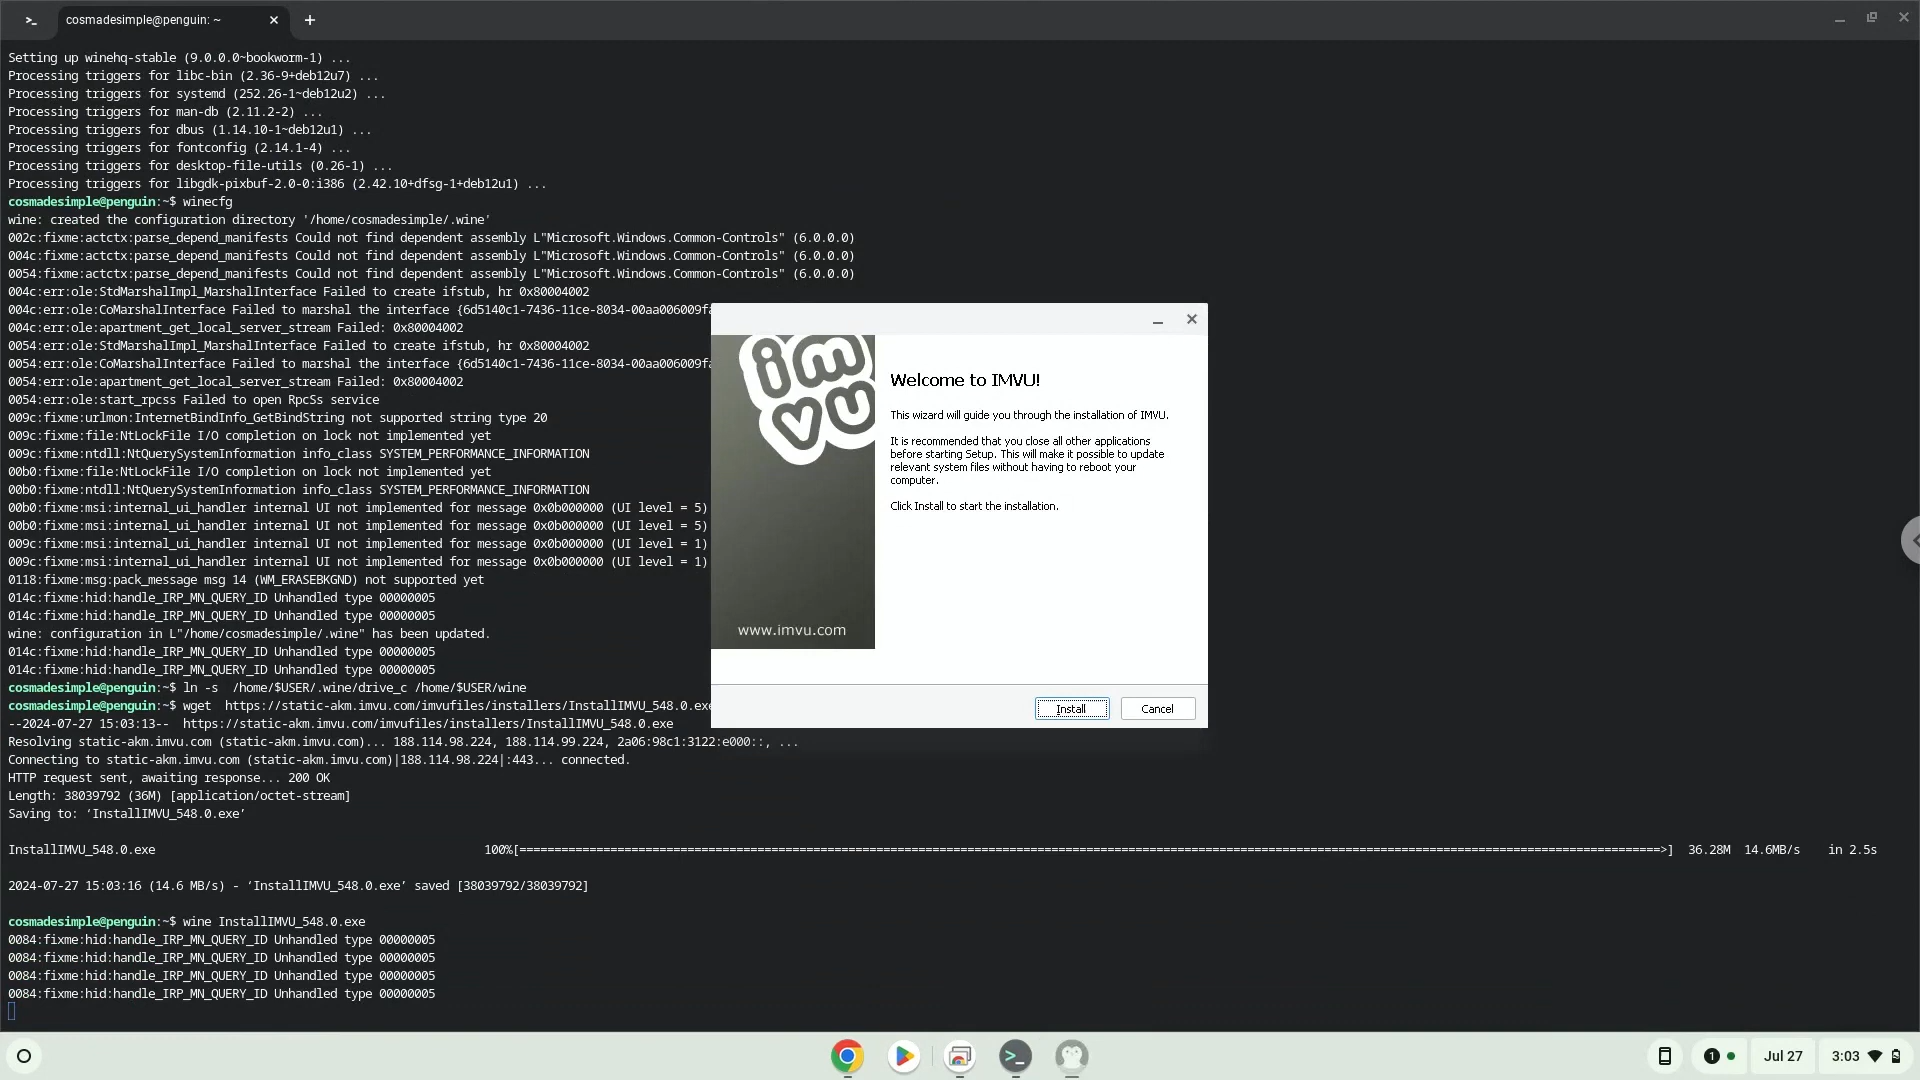 cosmadesimple@penguin: ~
Setting up winehq-stable (9.0.0.0~bookworm-1) ...
Processing triggers for libc-bin (2.36-9+deb12u7) ...
Processing triggers for systemd (252.26-1~deb12u2) ...
Processing triggers for man-db (2.11.2-2) ...
Processing triggers for dbus (1.14.10-1~deb12u1) ...
Processing triggers for fontconfig (2.14.1-4) ...
Processing triggers for desktop-file-utils (0.26-1) ...
Processing triggers for libgdk-pixbuf-2.0-0:i386 (2.42.10+dfsg-1+deb12u1) ...
cosmadesimple@penguin:~$ winecfg
wine: created the configuration directory '/home/cosmadesimple/.wine'
002c:fixme:actctx:parse_depend_manifests Could not find dependent assembly L"Microsoft.Windows.Common-Controls" (6.0.0.0)
004c:fixme:actctx:parse_depend_manifests Could not find dependent assembly L"Microsoft.Windows.Common-Controls" (6.0.0.0)
0054:fixme:actctx:parse_depend_manifests Could not find dependent assembly L"Microsoft.Windows.Common-Controls" (6.0.0.0)
004c:err:ole:StdMarshalImpl_MarshalInterface Failed to create ifstub, hr 0x80004002
004c:err:ole:CoMarshalInterface Failed to marshal the interface {6d5140c1-7436-11ce-8034-00aa006009f
004c:err:ole:apartment_get_local_server_stream Failed: 0x80004002
0054:err:ole:StdMarshalImpl_MarshalInterface Failed to create ifstub, hr 0x80004002
0054:err:ole:CoMarshalInterface Failed to marshal the interface {6d5140c1-7436-11ce-8034-00aa006009f
0054:err:ole:apartment_get_local_server_stream Failed: 0x80004002
0054:err:ole:start_rpcss Failed to open RpcSs service
009c:fixme:urlmon:InternetBindInfo_GetBindString not supported string type 20
009c:fixme:file:NtLockFile I/O completion on lock not implemented yet
009c:fixme:ntdll:NtQuerySystemInformation info_class SYSTEM_PERFORMANCE_INFORMATION
00b0:fixme:file:NtLockFile I/O completion on lock not implemented yet
00b0:fixme:ntdll:NtQuerySystemInformation info_class SYSTEM_PERFORMANCE_INFORMATION
00b0:fixme:msi:internal_ui_handler internal UI not implemented for message 0x0b000000 (UI level = 5)
00b0:fixme:msi:internal_ui_handler internal UI not implemented for message 0x0b000000 (UI level = 5)
009c:fixme:msi:internal_ui_handler internal UI not implemented for message 0x0b000000 (UI level = 1)
009c:fixme:msi:internal_ui_handler internal UI not implemented for message 0x0b000000 (UI level = 1)
0118:fixme:msg:pack_message msg 14 (WM_ERASEBKGND) not supported yet
014c:fixme:hid:handle_IRP_MN_QUERY_ID Unhandled type 00000005
014c:fixme:hid:handle_IRP_MN_QUERY_ID Unhandled type 00000005
wine: configuration in L"/home/cosmadesimple/.wine" has been updated.
014c:fixme:hid:handle_IRP_MN_QUERY_ID Unhandled type 00000005
014c:fixme:hid:handle_IRP_MN_QUERY_ID Unhandled type 00000005
cosmadesimple@penguin:~$ ln -s  /home/$USER/.wine/drive_c /home/$USER/wine
cosmadesimple@penguin:~$ wget  https://static-akm.imvu.com/imvufiles/installers/InstallIMVU_548.0.exe
--2024-07-27 15:03:13--  https://static-akm.imvu.com/imvufiles/installers/InstallIMVU_548.0.exe
Resolving static-akm.imvu.com (static-akm.imvu.com)... 188.114.98.224, 188.114.99.224, 2a06:98c1:3122:e000::, ...
Connecting to static-akm.imvu.com (static-akm.imvu.com)|188.114.98.224|:443... connected.
HTTP request sent, awaiting response... 200 OK
Length: 38039792 (36M) [application/octet-stream]
Saving to: ‘InstallIMVU_548.0.exe’
InstallIMVU_548.0.exe 100%[=====================================>] 36.28M 14.6MB/s in 2.5s
2024-07-27 15:03:16 (14.6 MB/s) - ‘InstallIMVU_548.0.exe’ saved [38039792/38039792]
cosmadesimple@penguin:~$ wine InstallIMVU_548.0.exe
0084:fixme:hid:handle_IRP_MN_QUERY_ID Unhandled type 00000005
0084:fixme:hid:handle_IRP_MN_QUERY_ID Unhandled type 00000005
0084:fixme:hid:handle_IRP_MN_QUERY_ID Unhandled type 00000005
0084:fixme:hid:handle_IRP_MN_QUERY_ID Unhandled type 00000005
im
vu
www.imvu.com
Welcome to IMVU!
This wizard will guide you through the installation of IMVU.
It is recommended that you close all other applications
before starting Setup. This will make it possible to update
relevant system files without having to reboot your
computer.
Click Install to start the installation.
Install
Cancel
1
Jul 27
3:03